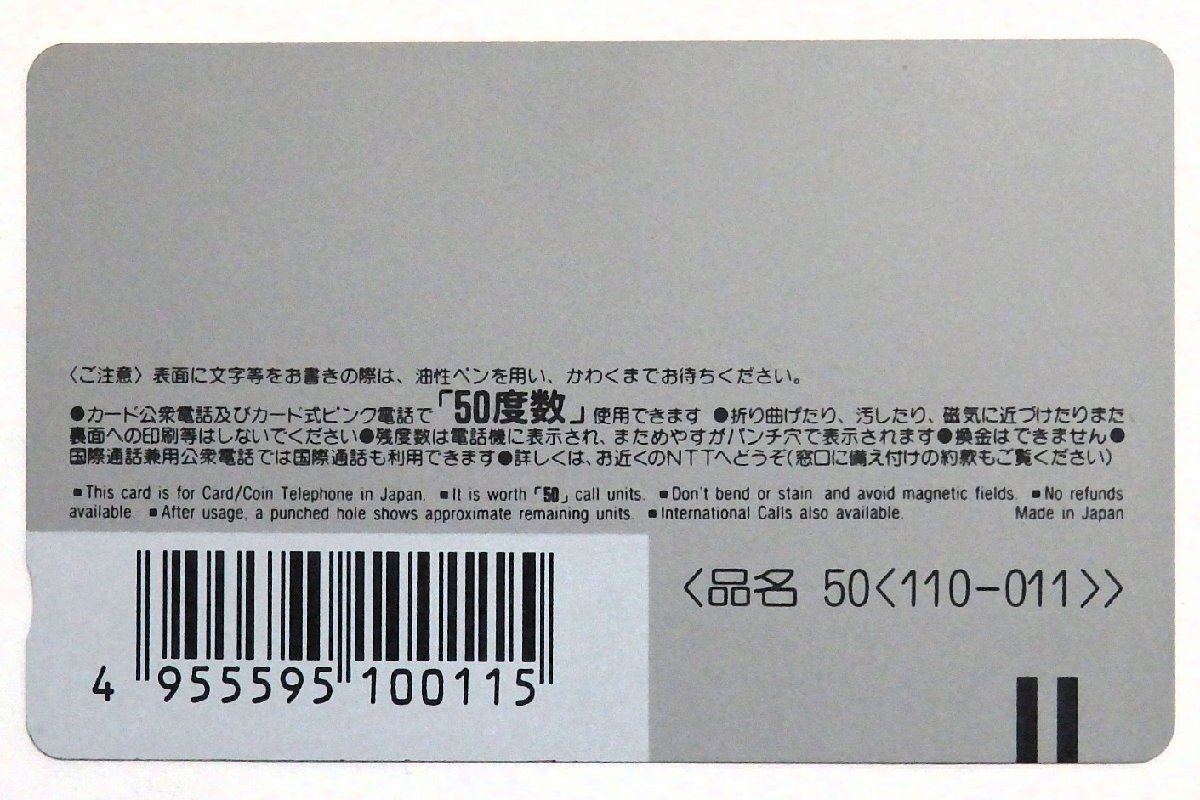 〈ご注意〉表面に文字等をお書きの際は、油性ペンを用い、かわくまでお待ちください。
●カード公衆電話及びカード式ピンク電話で「50度数」使用できます ●折り曲げたり、汚したり、磁気に近づけたりまた
裏面への印刷等はしないでください●残度数は電話機に表示され、まためやすがパンチ穴で表示されます●換金はできません●
国際通話兼用公衆電話では国際通話も利用できます●詳しくは、お近くのNTTへどうぞ(窓口に備え付けの約款もご覧ください)
■This card is for Card/Coin Telephone in Japan. ■It is worth「50」call units. ■Don't bend or stain and avoid magnetic fields. ■No refunds
available. ■After usage, a punched hole shows approximate remaining units. ■International Calls also available. Made in Japan
〈品名 50〈110-011〉〉
4 955595 100115